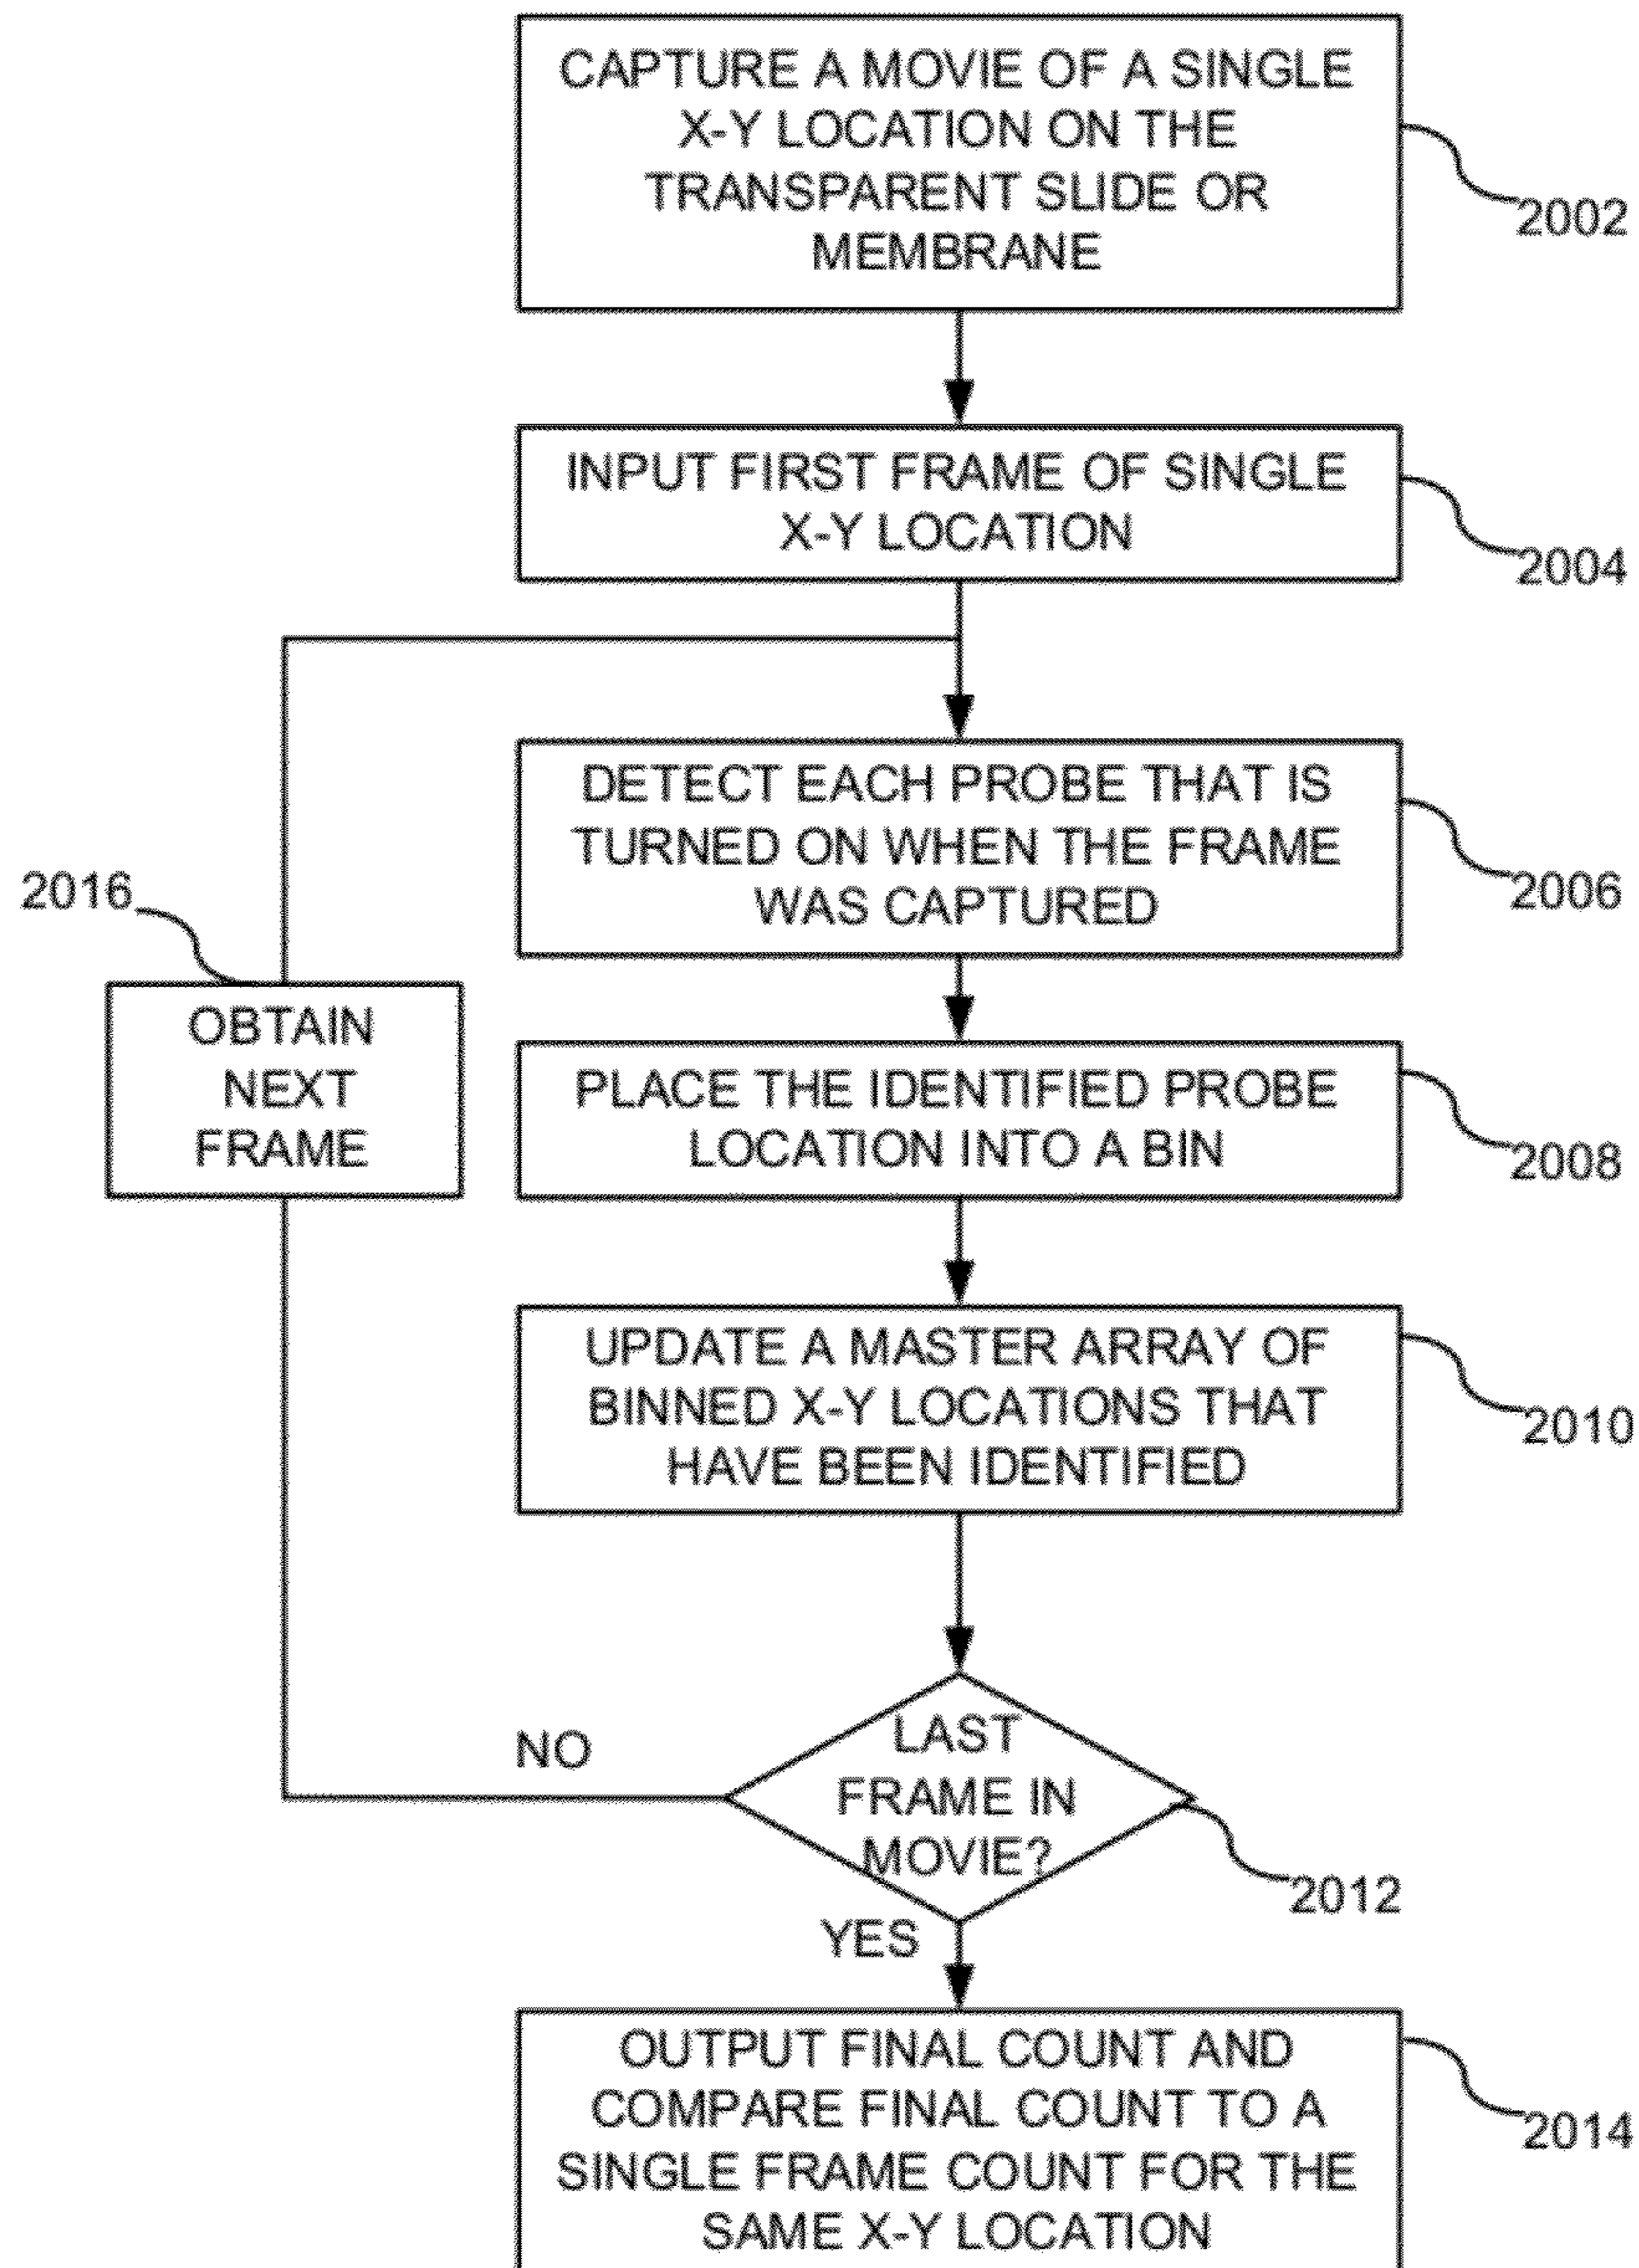 CAPTURE A MOVIE OF A SINGLE
X-Y LOCATION ON THE
TRANSPARENT SLIDE OR
MEMBRANE
2002
INPUT FIRST FRAME OF SINGLE
X-Y LOCATION
2004
DETECT EACH PROBE THAT IS
TURNED ON WHEN THE FRAME
WAS CAPTURED
2006
2016
OBTAIN
NEXT
FRAME
PLACE THE IDENTIFIED PROBE
LOCATION INTO A BIN
2008
UPDATE A MASTER ARRAY OF
BINNED X-Y LOCATIONS THAT
HAVE BEEN IDENTIFIED
2010
NO
LAST
FRAME IN
MOVIE?
2012
YES
OUTPUT FINAL COUNT AND
COMPARE FINAL COUNT TO A
SINGLE FRAME COUNT FOR THE
SAME X-Y LOCATION
2014